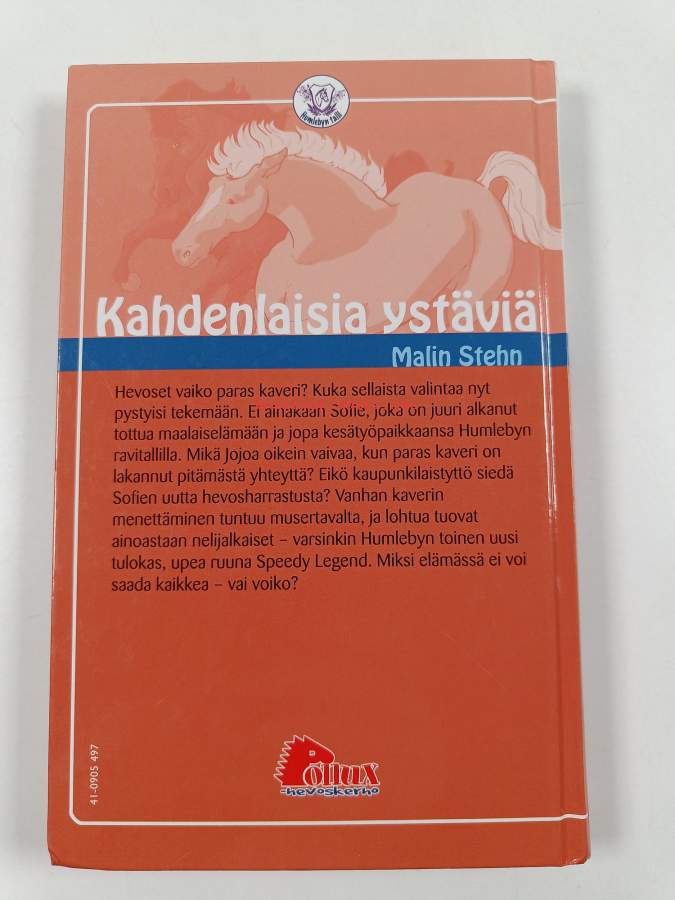 Humlebyn talli
Kahdenlaisia ystäviä
Malin Stehn
Hevoset vaiko paras kaveri? Kuka sellaista valintaa nyt
pystyisi tekemään. Ei ainakaan Sofie, joka on juuri alkanut
tottua maalaiselämään ja jopa kesätyöpaikkaansa Humlebyn
ravitallilla. Mikä Jojoa oikein vaivaa, kun paras kaveri on
lakannut pitämästä yhteyttä? Eikö kaupunkilaistyttö siedä
Sofien uutta hevosharrastusta? Vanhan kaverin
menettäminen tuntuu musertavalta, ja lohtua tuovat
ainoastaan nelijalkaiset – varsinkin Humlebyn toinen uusi
tulokas, upea ruuna Speedy Legend. Miksi elämässä ei voi
saada kaikkea – vai voiko?
41-0905 497
Pollux
-hevoskerho